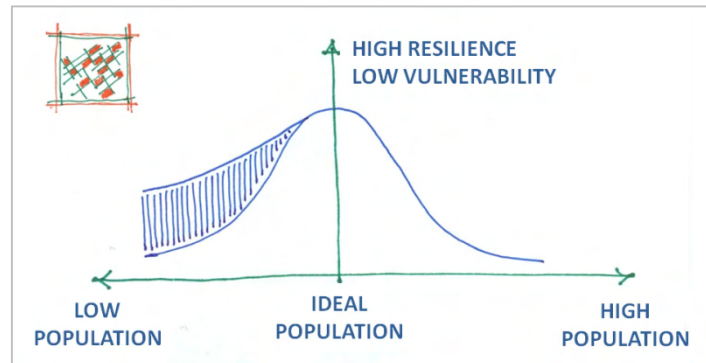 HIGH RESILIENCE
LOW VULNERABILITY
LOW
POPULATION
IDEAL
POPULATION
HIGH
POPULATION